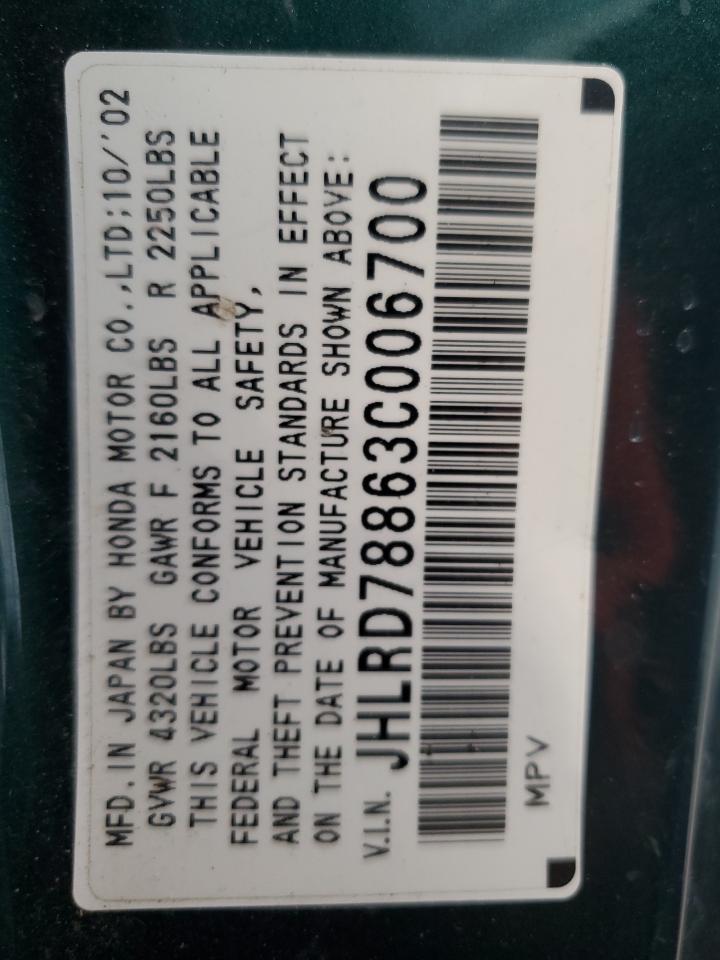 MFD. IN JAPAN BY HONDA MOTOR CO.,LTD;10/'02
GVWR 4320LBS GAWR F 2160LBS R 2250LBS
THIS VEHICLE CONFORMS TO ALL APPLICABLE
FEDERAL MOTOR VEHICLE SAFETY,
AND THEFT PREVENTION STANDARDS IN EFFECT
ON THE DATE OF MANUFACTURE SHOWN ABOVE:
V.I.N. JHLRD78863C006700
MPV